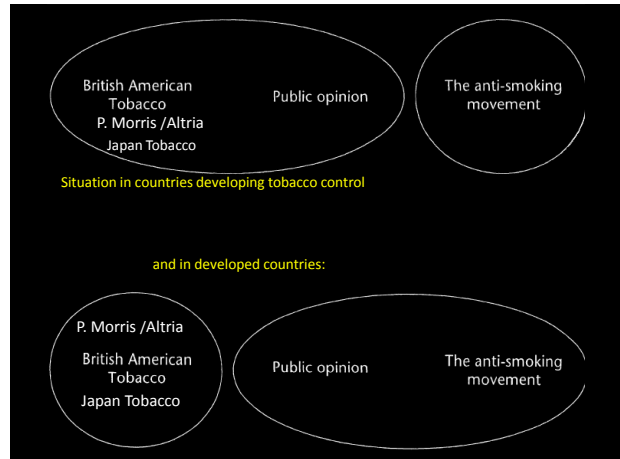 British American
Tobacco
P. Morris /Altria
Japan Tobacco
Public opinion
The anti-smoking
movement
Situation in countries developing tobacco control
and in developed countries:
P. Morris /Altria
British American
Tobacco
Japan Tobacco
Public opinion
The anti-smoking
movement